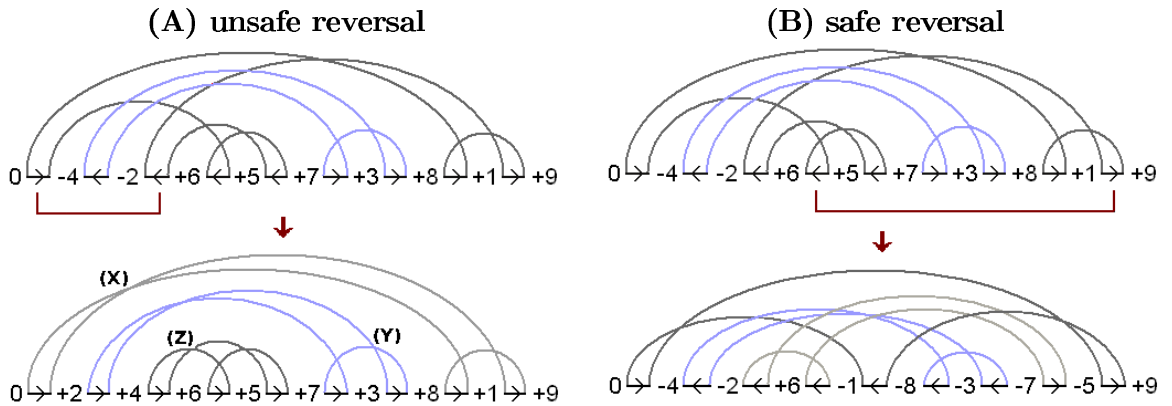 (A) unsafe reversal
(B) safe reversal
0 -4 -2 +6 +5 +7 +3 +8 +1 +9
0 -4 -2 +6 +5 +7 +3 +8 +1 +9
(X)
(Z)
(Y)
0 +2 +4 +6 +5 +7 +3 +8 +1 +9
0 -4 -2 +6 -1 -8 -3 -7 -5 +9